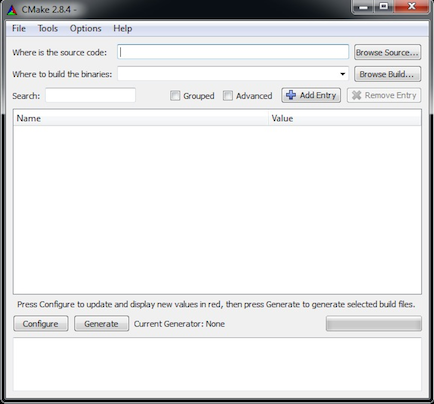 CMake 2.8.4 -
File Tools Options Help
Where is the source code: Browse Source...
Where to build the binaries: Browse Build...
Search: Grouped Advanced Add Entry Remove Entry
Name Value
Press Configure to update and display new values in red, then press Generate to generate selected build files.
Configure Generate Current Generator: None